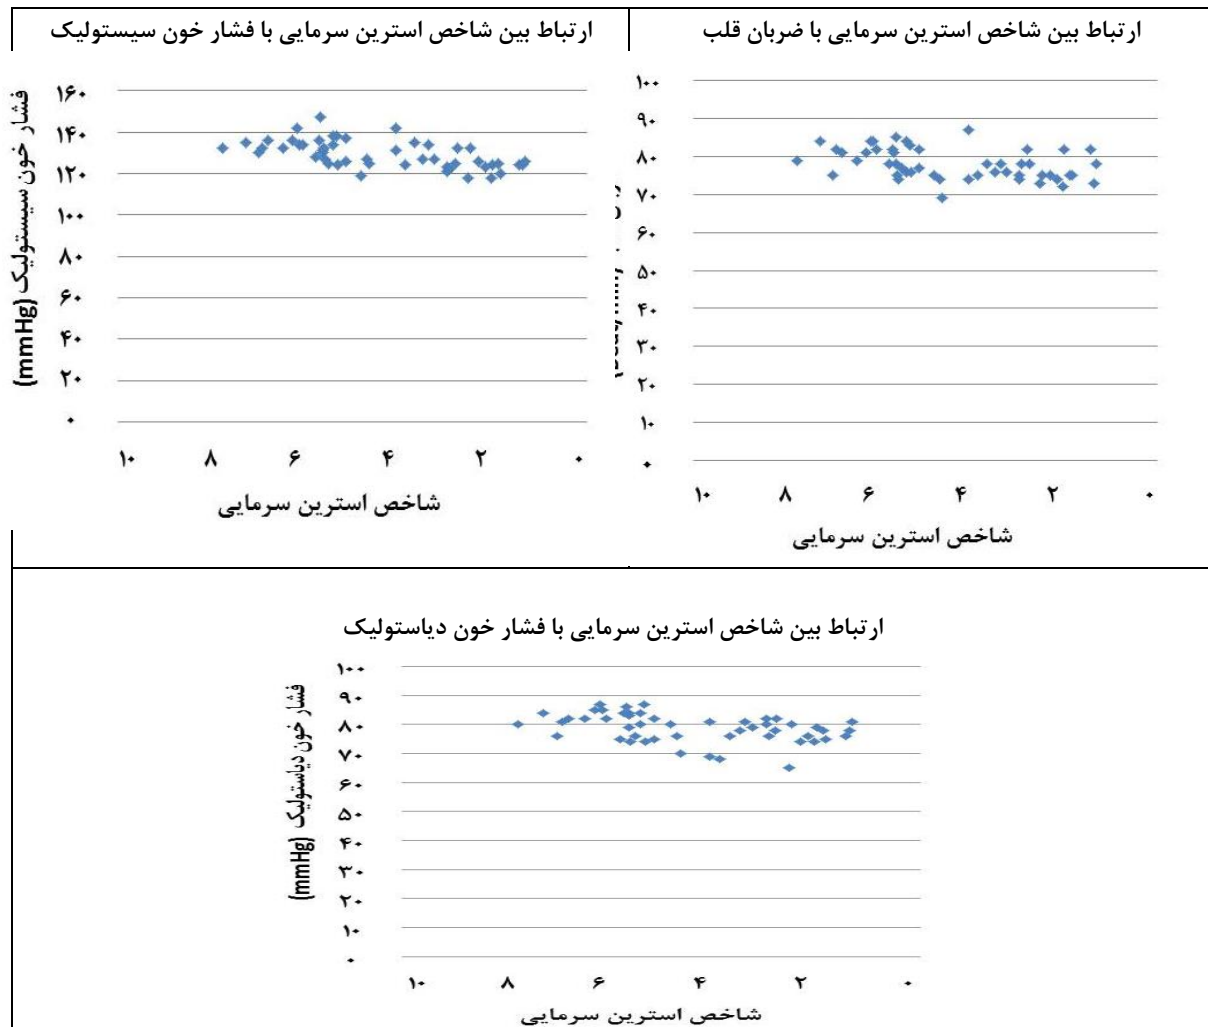 ارتباط بین شاخص استرین سرمایی با ضربان قلب
۱۰۰
۹۰
۸۰
۷۰
۶۰
۵۰
۴۰
۳۰
۲۰
۱۰
۰
۱۰ ۸ ۶ ۴ ۲ ۰
شاخص استرین سرمایی
ارتباط بین شاخص استرین سرمایی با فشار خون سیستولیک
فشار خون سیستولیک (mmHg)
۱۶۰
۱۴۰
۱۲۰
۱۰۰
۸۰
۶۰
۴۰
۲۰
۰
۱۰ ۸ ۶ ۴ ۲ ۰
شاخص استرین سرمایی
ارتباط بین شاخص استرین سرمایی با فشار خون دیاستولیک
فشار خون دیاستولیک (mmHg)
۱۰۰
۹۰
۸۰
۷۰
۶۰
۵۰
۴۰
۳۰
۲۰
۱۰
۰
۱۰ ۸ ۶ ۴ ۲ ۰
شاخص استرین سرمایی